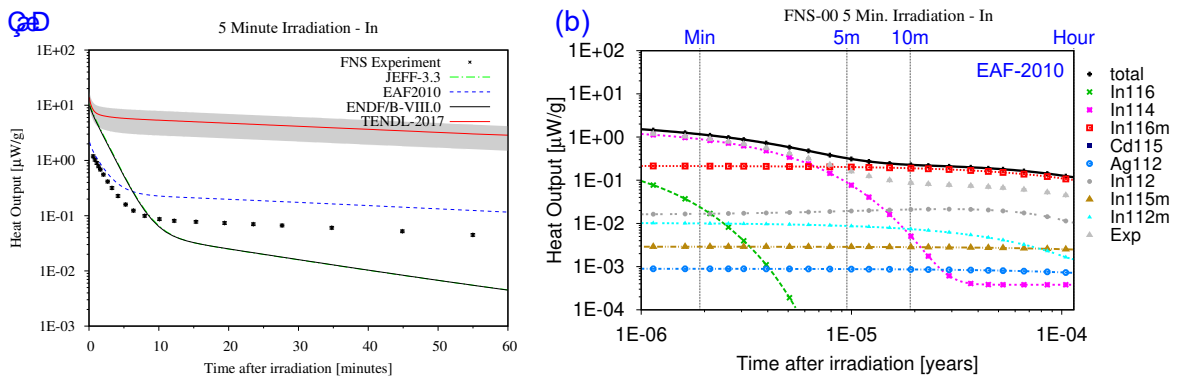 5 Minute Irradiation - In
1E+02
1E+01
1E+00
1E-01
1E-02
1E-03
Heat Output [µW/g]
FNS Experiment
JEFF-3.3
EAF2010
ENDF/B-VIII.0
TENDL-2017
0 10 20 30 40 50 60
Time after irradiation [minutes]
(b)
FNS-00 5 Min. Irradiation - In
Min 5m 10m Hour
EAF-2010
1E+02
1E+01
1E+00
1E-01
1E-02
1E-03
1E-04
Heat Output [µW/g]
1E-06 1E-05 1E-04
Time after irradiation [years]
total
In116
In114
In116m
Cd115
Ag112
In112
In115m
In112m
Exp